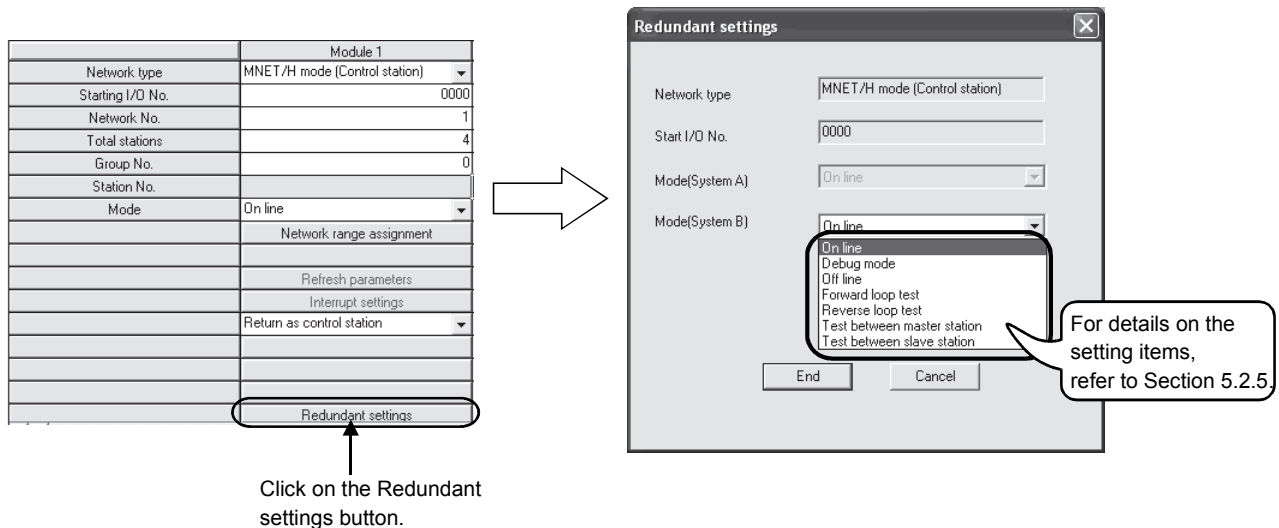 Module 1
Network type MNET/H mode (Control station)
Starting I/O No. 0000
Network No. 1
Total stations 4
Group No. 0
Station No.
Mode On line
Network range assignment
Refresh parameters
Interrupt settings
Return as control station
Redundant settings
Click on the Redundant
settings button.
Redundant settings
Network type MNET/H mode (Control station)
Start I/O No. 0000
Mode(System A) On line
Mode(System B) On line
On line
Debug mode
Off line
Forward loop test
Reverse loop test
Test between master station
Test between slave station
End Cancel
For details on the
setting items,
refer to Section 5.2.5.